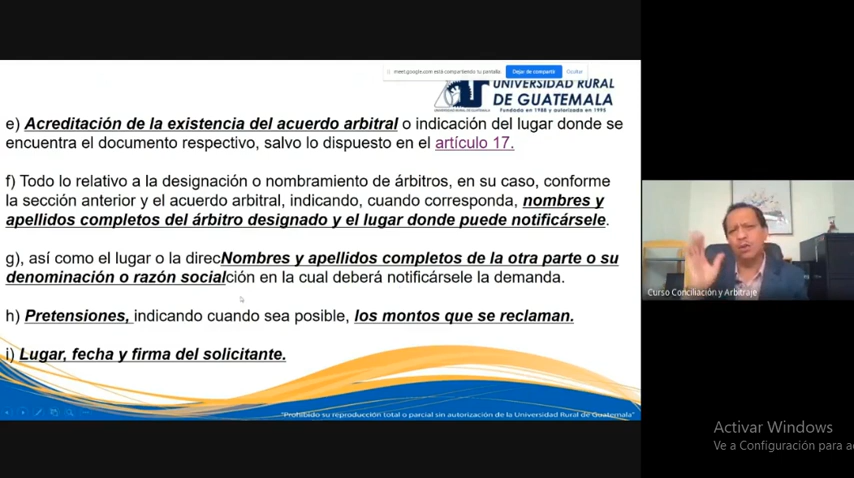 meet.google.com está compartiendo tu pantalla. Dejar de compartir Ocultar
UNIVERSIDAD RURAL
DE GUATEMALA
Fundada en 1988 y autorizada en 1995
e) Acreditación de la existencia del acuerdo arbitral o indicación del lugar donde se
encuentra el documento respectivo, salvo lo dispuesto en el artículo 17.
f) Todo lo relativo a la designación o nombramiento de árbitros, en su caso, conforme
la sección anterior y el acuerdo arbitral, indicando, cuando corresponda, nombres y
apellidos completos del árbitro designado y el lugar donde puede notificársele.
g), así como el lugar o la direcNombres y apellidos completos de la otra parte o su
denominación o razón social ción en la cual deberá notificársele la demanda.
h) Pretensiones, indicando cuando sea posible, los montos que se reclaman.
i) Lugar, fecha y firma del solicitante.
"Prohibido su reproducción total o parcial sin autorización de la Universidad Rural de Guatemala"
Curso Conciliación y Arbitraje
Activar Windows
Ve a Configuración para a